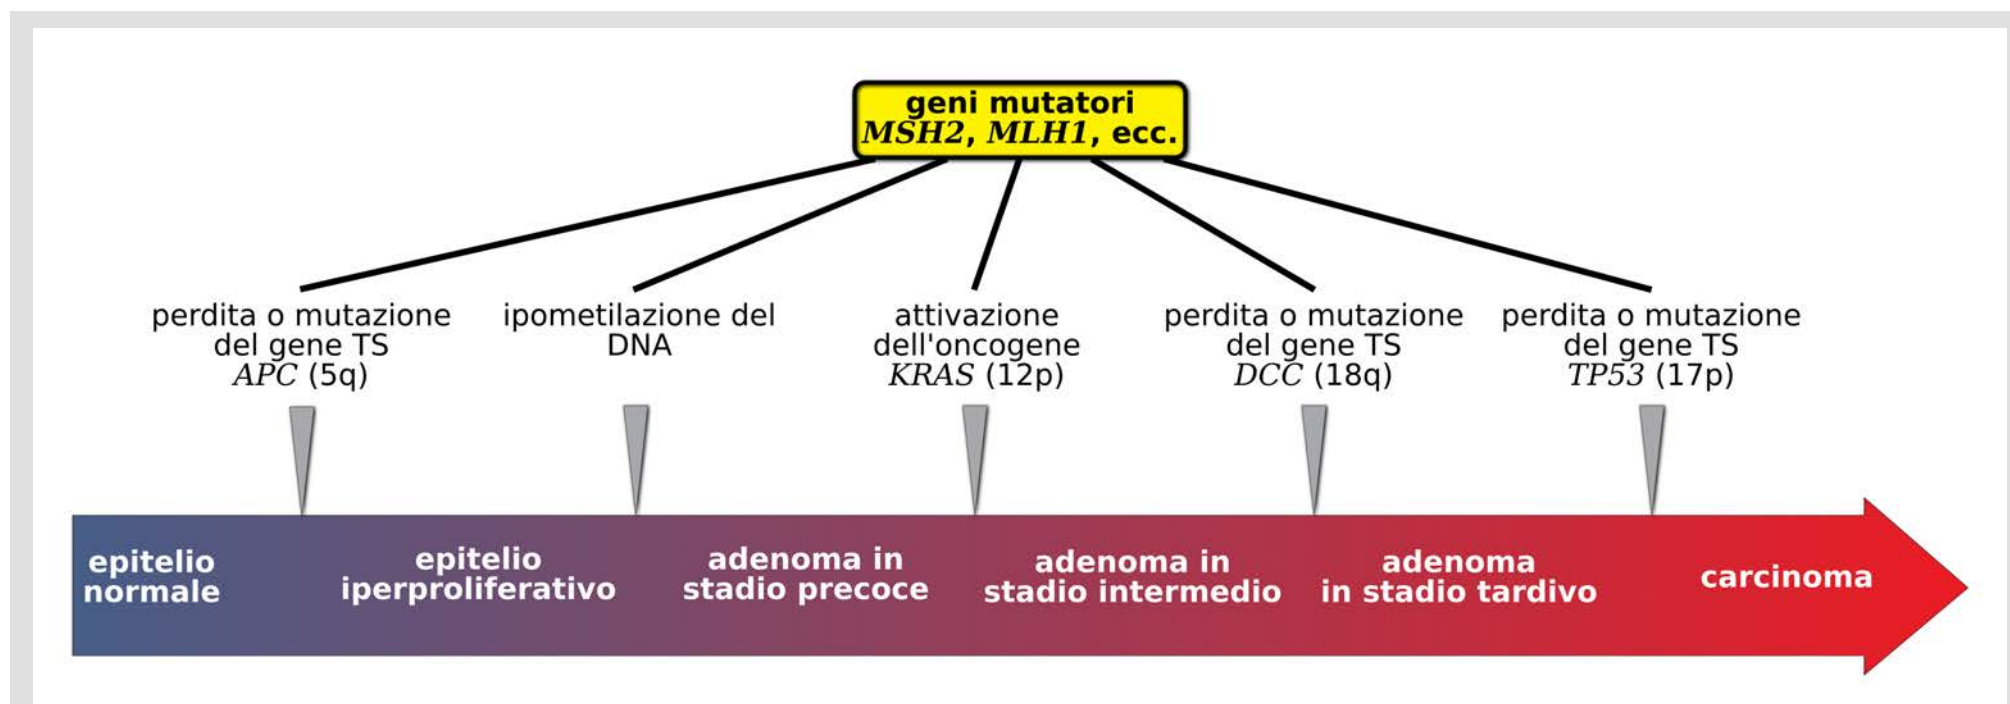 geni mutatori
MSH2, MLH1, ecc.
perdita o mutazione
del gene TS
APC (5q)
ipometilazione del
DNA
attivazione
dell'oncogene
KRAS (12p)
perdita o mutazione
del gene TS
DCC (18q)
perdita o mutazione
del gene TS
TP53 (17p)
epitelio
normale
epitelio
iperproliferativo
adenoma in
stadio precoce
adenoma in
stadio intermedio
adenoma
in stadio tardivo
carcinoma